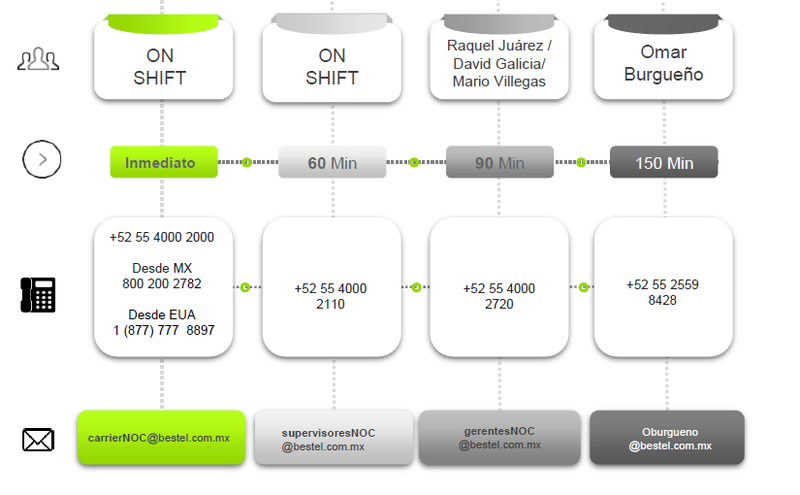 ON
SHIFT
ON
SHIFT
Raquel Juárez /
David Galicia/
Mario Villegas
Omar
Burgueño
Inmediato
60 Min
90 Min
150 Min
+52 55 4000 2000
Desde MX
800 200 2782
Desde EUA
1 (877) 777 8897
+52 55 4000
2110
+52 55 4000
2720
+52 55 2559
8428
carrierNOC@bestel.com.mx
supervisoresNOC
@bestel.com.mx
gerentesNOC
@bestel.com.mx
Oburgueno
@bestel.com.mx